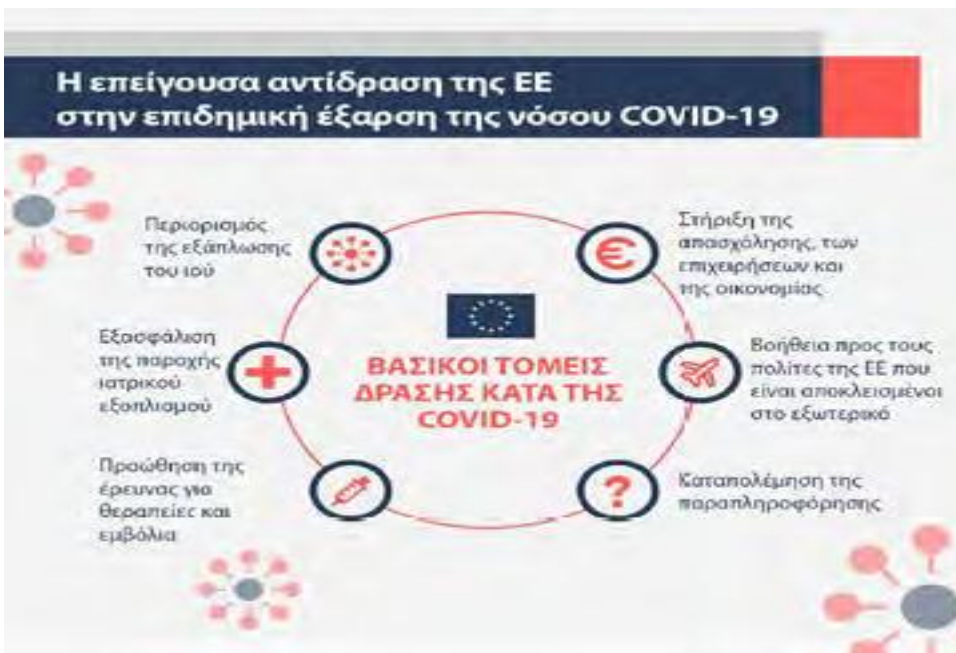 Η επείγουσα αντίδραση της ΕΕ
στην επιδημική έξαρση της νόσου COVID-19
Περιορισμός
της εξάπλωσης
του ιού
Εξασφάλιση
της παροχής
ιατρικού
εξοπλισμού
Προώθηση της
έρευνας για
θεραπείες και
εμβόλια
ΒΑΣΙΚΟΙ ΤΟΜΕΙΣ
ΔΡΑΣΗΣ ΚΑΤΑ ΤΗΣ
COVID-19
Στήριξη της
απασχόλησης, των
επιχειρήσεων και
της οικονομίας
Βοήθεια προς τους
πολίτες της ΕΕ που
είναι αποκλεισμένοι
στο εξωτερικό
Καταπολέμηση της
παραπληροφόρησης